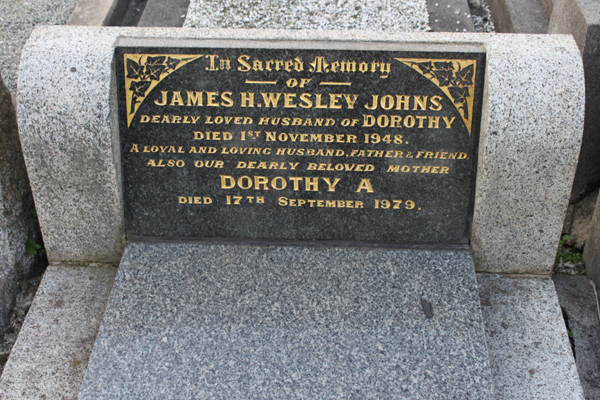 In Sacred Memory
OF
JAMES H. WESLEY JOHNS
DEARLY LOVED HUSBAND OF DOROTHY
DIED 1ST NOVEMBER 1948.
A LOYAL AND LOVING HUSBAND, FATHER & FRIEND.
ALSO OUR DEARLY BELOVED MOTHER
DOROTHY A
DIED 17TH SEPTEMBER 1979.